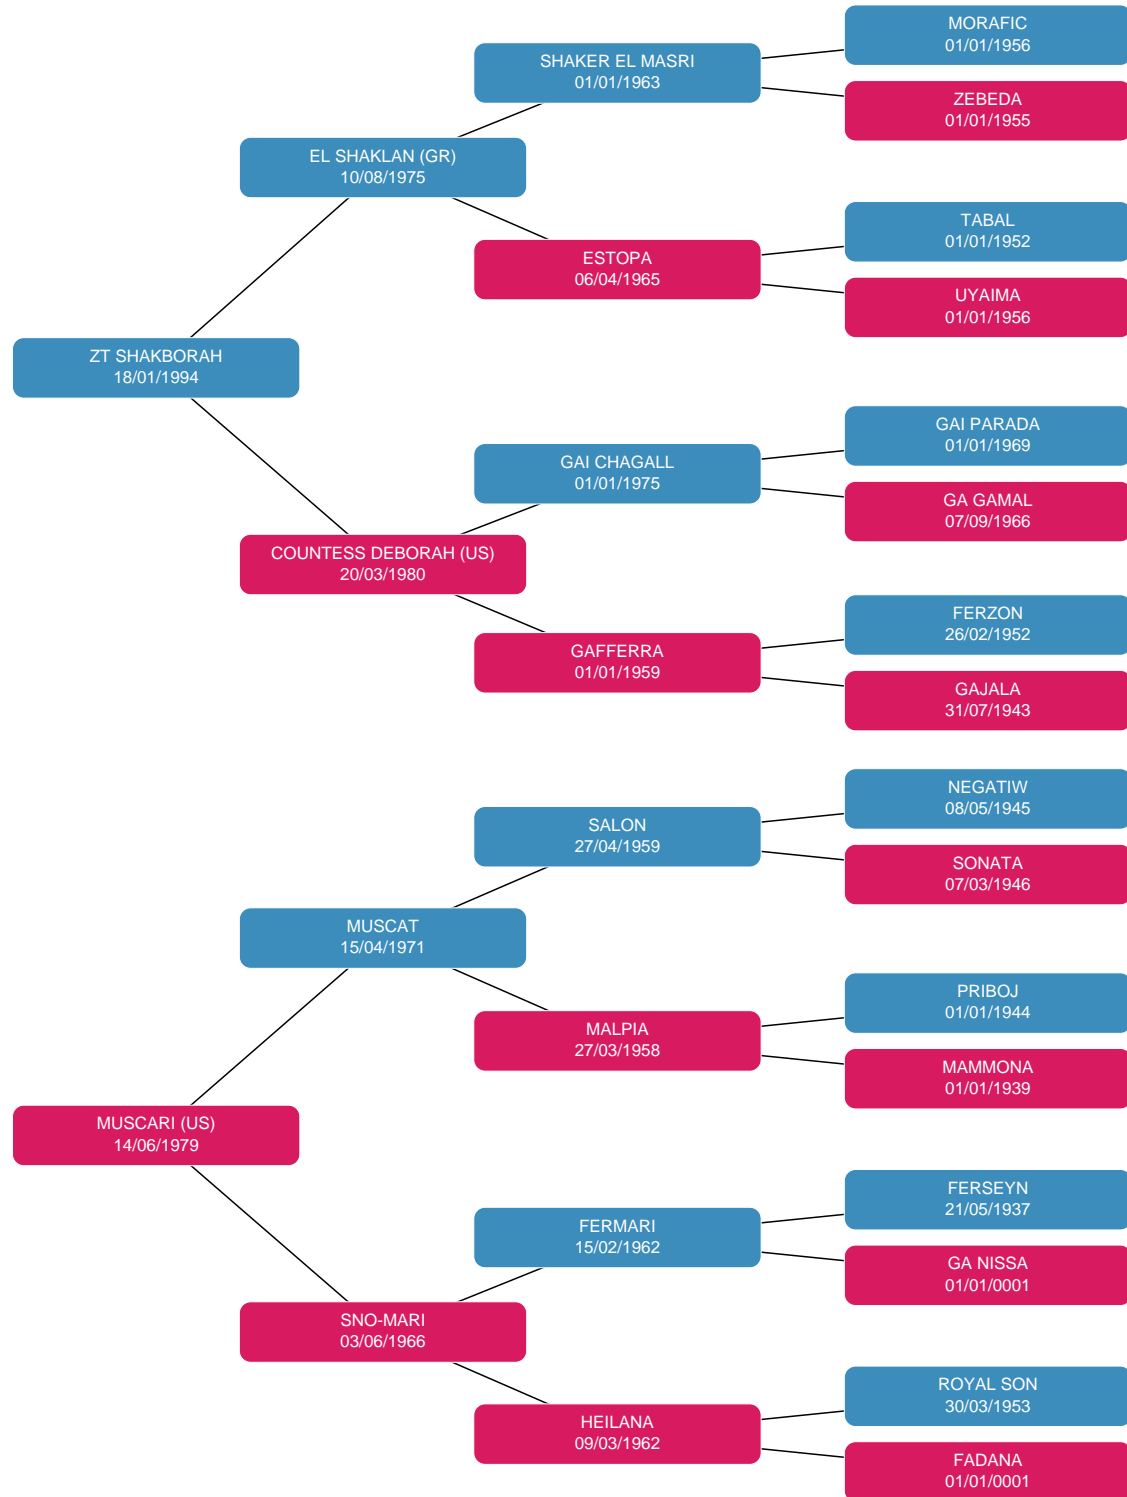 MORAFIC
01/01/1956
SHAKER EL MASRI
01/01/1963
ZEBEDA
01/01/1955
EL SHAKLAN (GR)
10/08/1975
TABAL
01/01/1952
ESTOPA
06/04/1965
UYAIMA
01/01/1956
ZT SHAKBORAH
18/01/1994
GAI PARADA
01/01/1969
GAI CHAGALL
01/01/1975
GA GAMAL
07/09/1966
COUNTESS DEBORAH (US)
20/03/1980
FERZON
26/02/1952
GAFFERRA
01/01/1959
GAJALA
31/07/1943
NEGATIW
08/05/1945
SALON
27/04/1959
SONATA
07/03/1946
MUSCAT
15/04/1971
PRIBOJ
01/01/1944
MALPIA
27/03/1958
MAMMONA
01/01/1939
MUSCARI (US)
14/06/1979
FERSEYN
21/05/1937
FERMARI
15/02/1962
GA NISSA
01/01/0001
SNO-MARI
03/06/1966
ROYAL SON
30/03/1953
HEILANA
09/03/1962
FADANA
01/01/0001